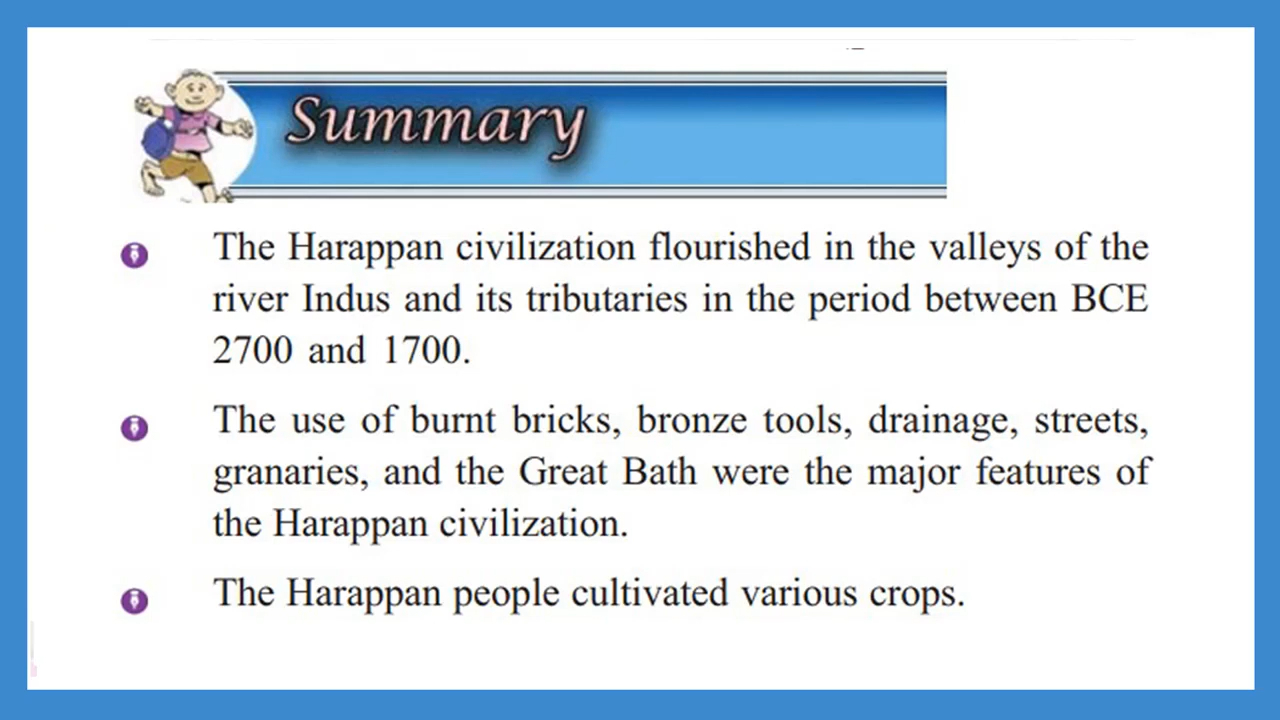 Summary
The Harappan civilization flourished in the valleys of the
river Indus and its tributaries in the period between BCE
2700 and 1700.
The use of burnt bricks, bronze tools, drainage, streets,
granaries, and the Great Bath were the major features of
the Harappan civilization.
The Harappan people cultivated various crops.